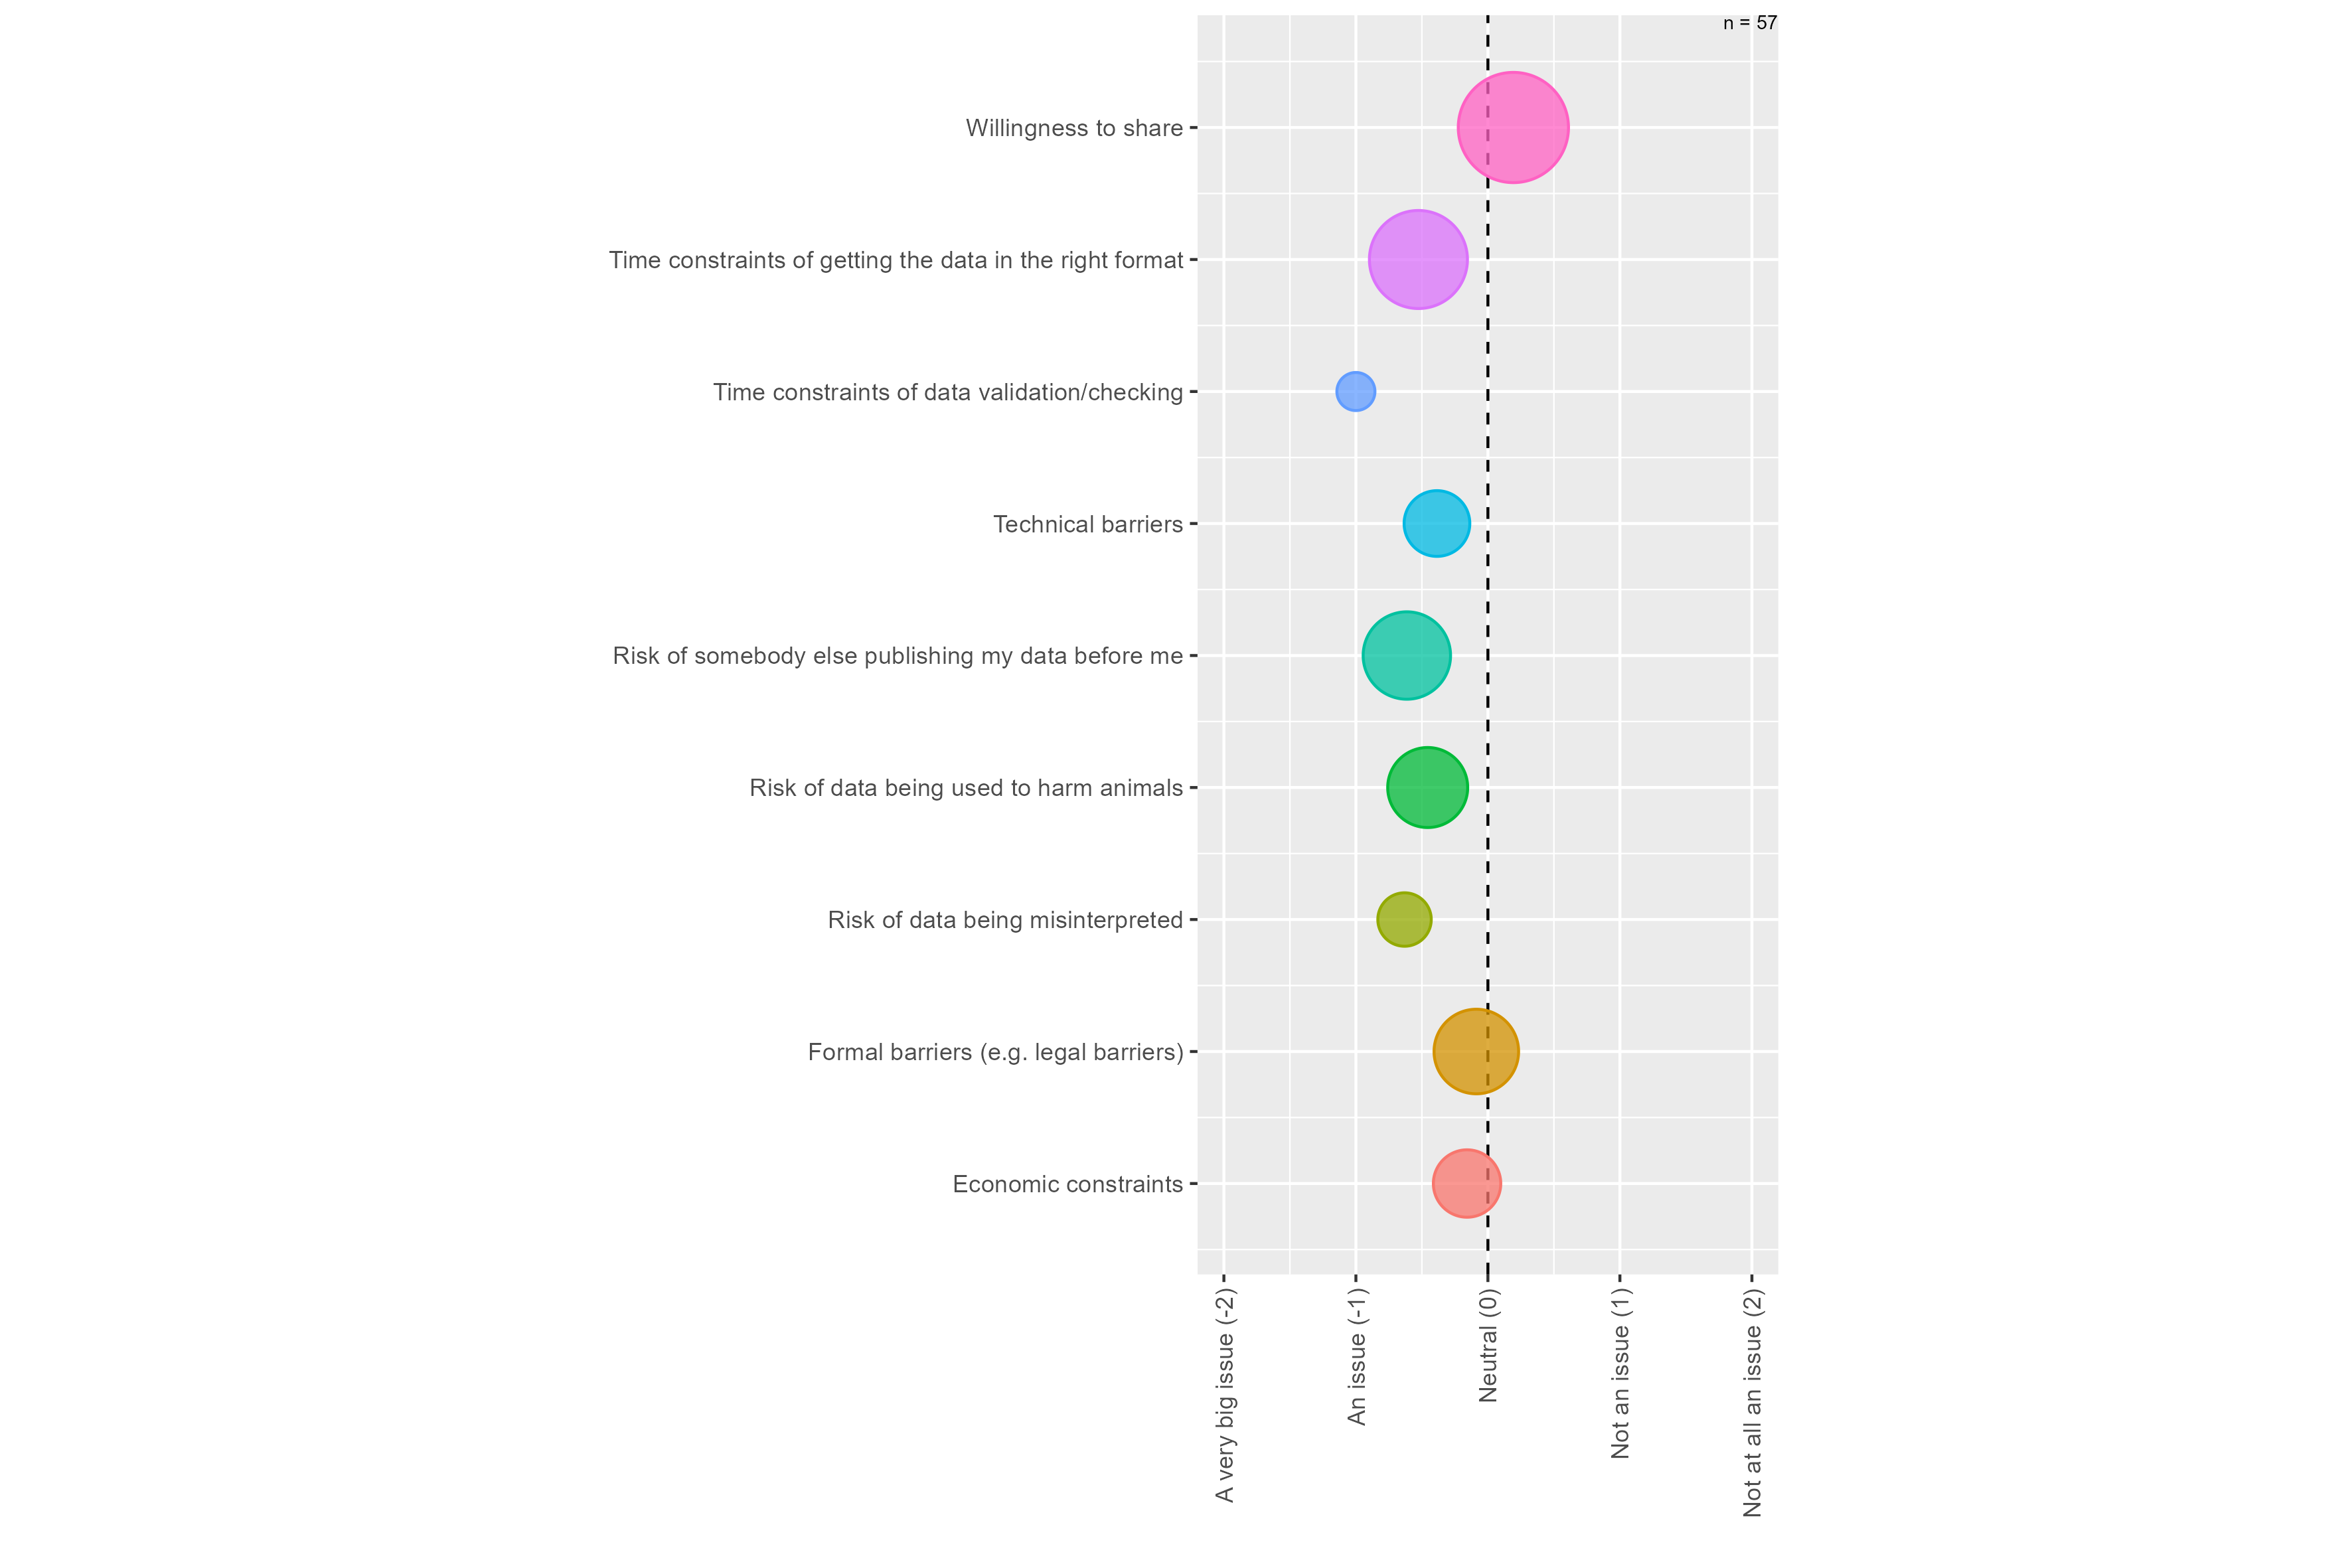 n = 57
Willingness to share
Time constraints of getting the data in the right format
Time constraints of data validation/checking
Technical barriers
Risk of somebody else publishing my data before me
Risk of data being used to harm animals
Risk of data being misinterpreted
Formal barriers (e.g. legal barriers)
Economic constraints
A very big issue (-2)
An issue (-1)
Neutral (0)
Not an issue (1)
Not at all an issue (2)